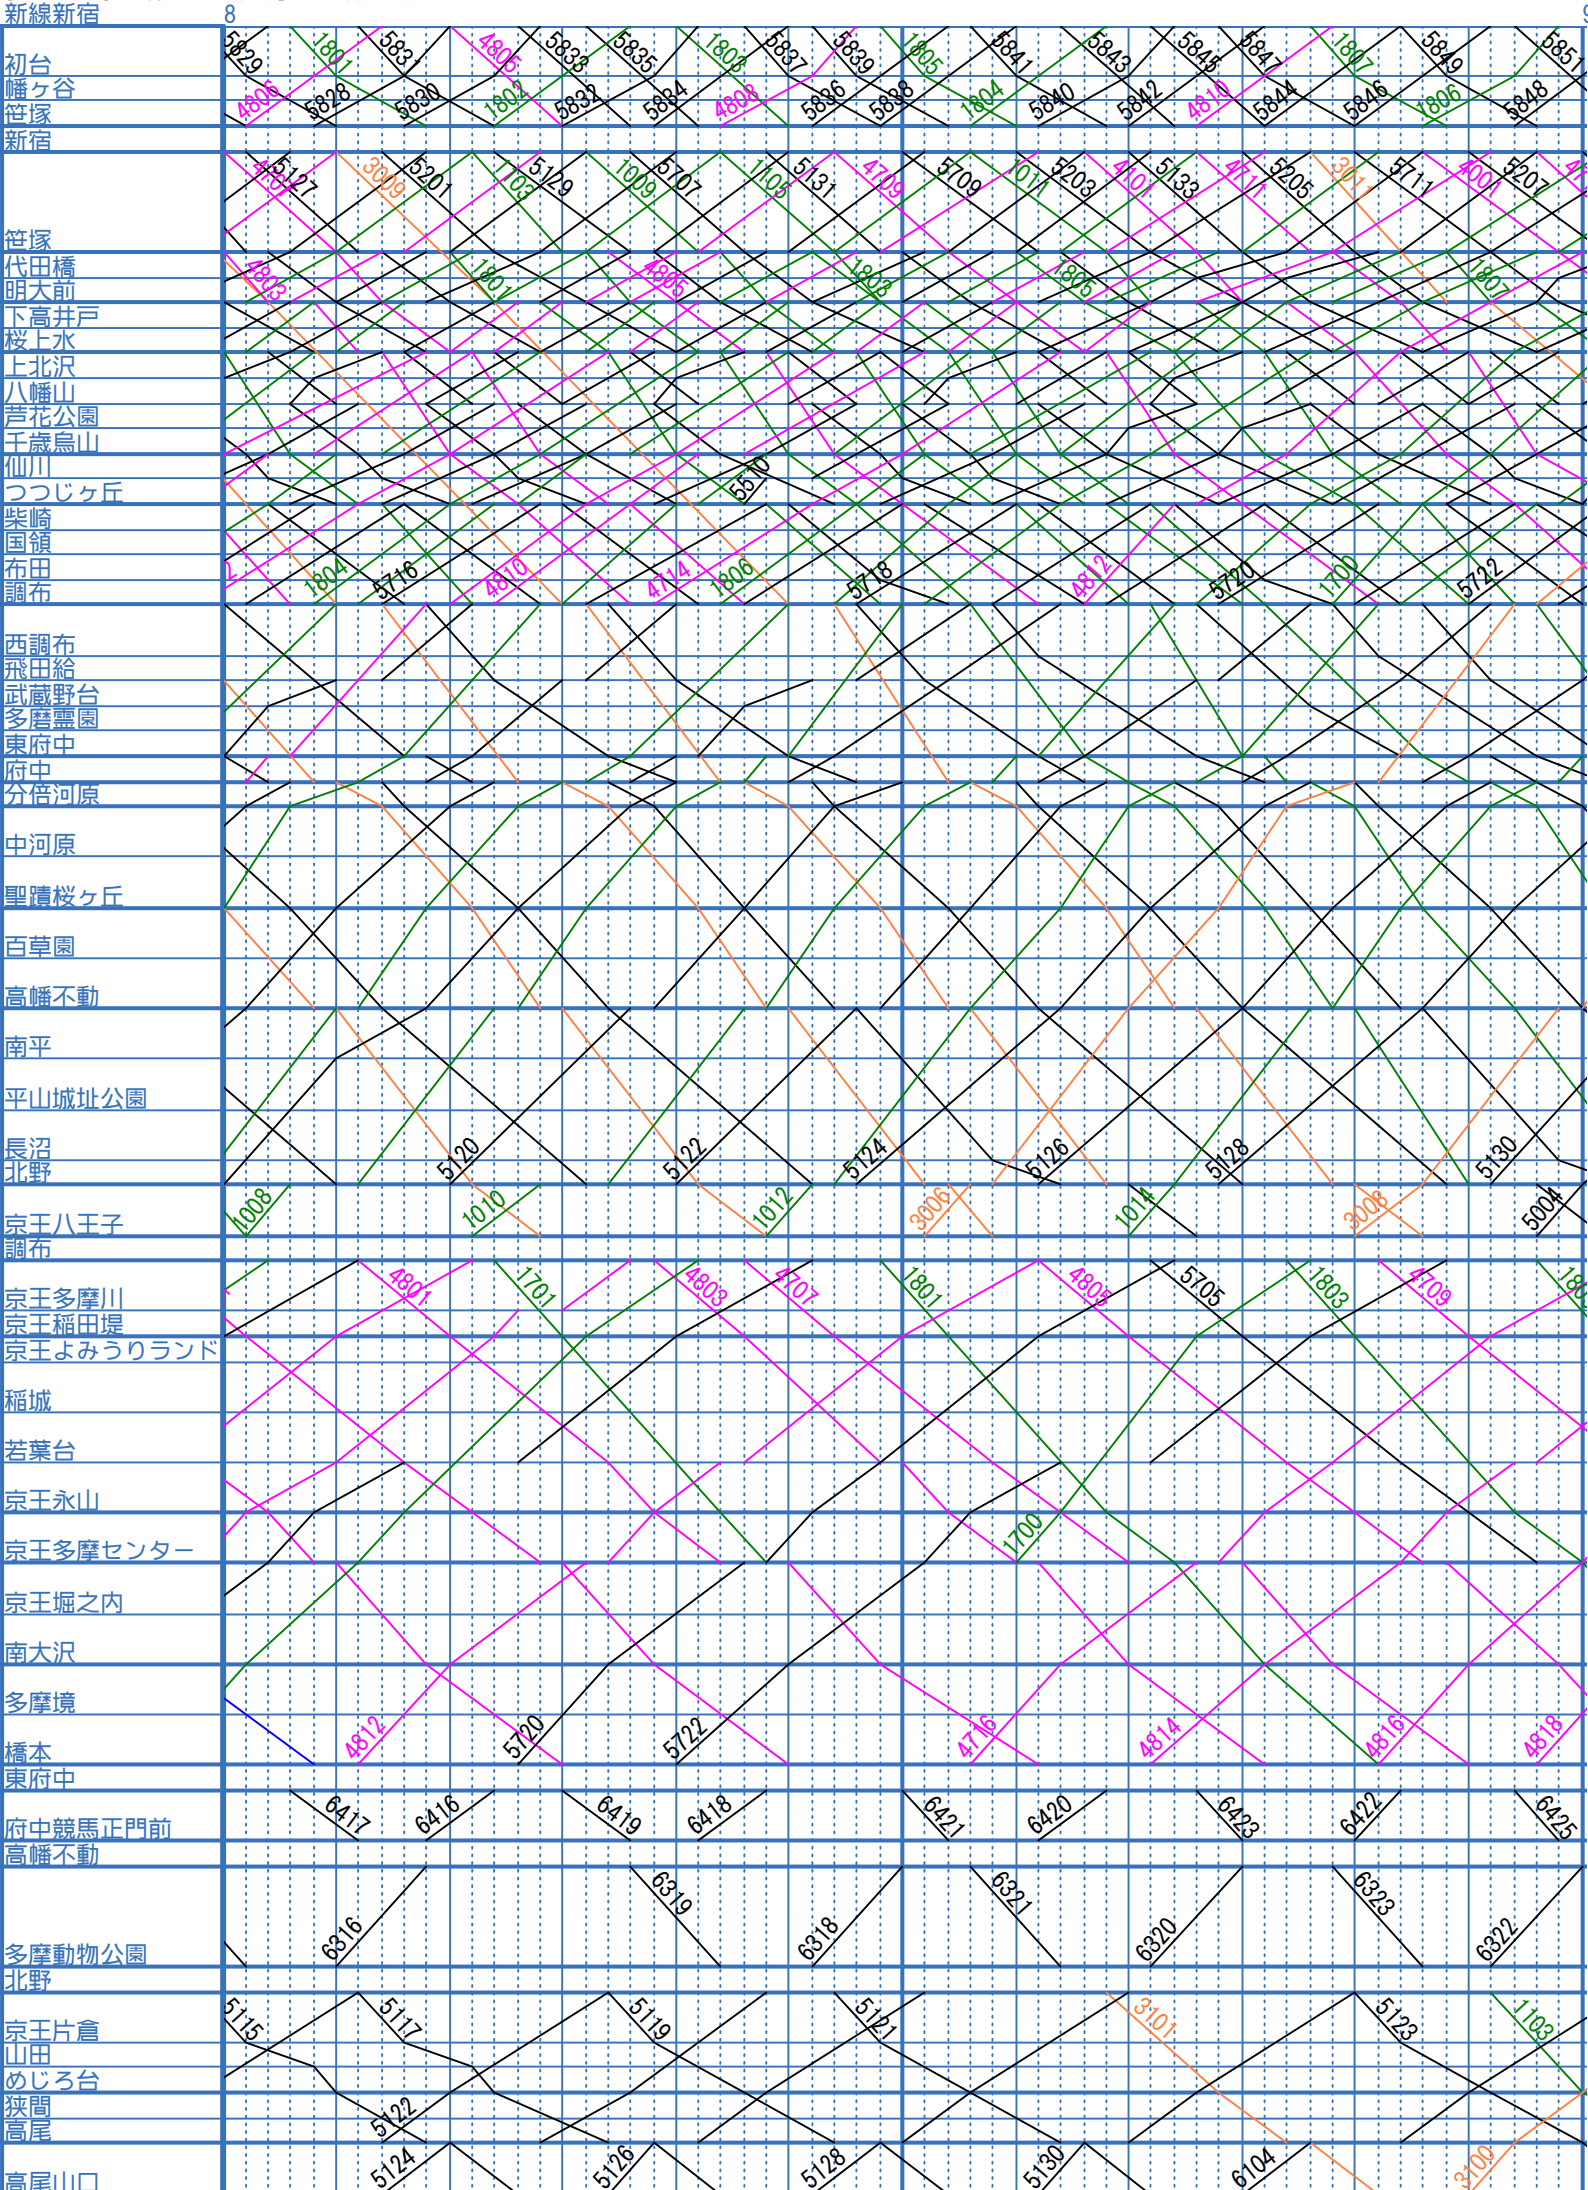 新線新宿 8
初台
幡ヶ谷
笹塚
新宿
笹塚
代田橋
明大前
下高井戸
桜上水
上北沢
八幡山
芦花公園
千歳烏山
仙川
つつじヶ丘
柴崎
国領
布田
調布
西調布
飛田給
武蔵野台
多磨霊園
東府中
府中
分倍河原
中河原
聖蹟桜ヶ丘
百草園
高幡不動
南平
平山城址公園
長沼
北野
京王八王子
調布
京王多摩川
京王稲田堤
京王よみうりランド
稲城
若葉台
京王永山
京王多摩センター
京王堀之内
南大沢
多摩境
橋本
東府中
府中競馬正門前
高幡不動
多摩動物公園
北野
京王片倉
山田
めじろ台
狭間
高尾
高尾山口
5829 1801 5831 4805 5833 5835 1803 5837 5839 1805 5841 5843 5845 5847 1807 5849 5851
4806 5828 5830 1802 5832 5834 4808 5836 5838 1804 5840 5842 4810 5844 5846 1806 5848
4707 5127 3009 5201 1703 5129 1009 5707 1105 5131 4709 5709 1011 5203 4101 5133 4711 5205 3011 5711 4001 5207
4803 1801 4805 1803 1805 1807
5570
1804 5716 4810 4714 1806 5718 4812 5720 1700 5722
5120 5122 5124 5126 5128 5130
1008 1010 1012 3006 1014 3008 5004
4801 1701 4803 4707 1801 4805 5705 1803 4709
1700
4812 5720 5722 4716 4814 4816 4818
6417 6416 6419 6418 6421 6420 6423 6422 6425
6316 6319 6318 6321 6320 6323 6322
5115 5117 5119 5121 3101 5123 1103
5122
5124 5126 5128 5130 6104 3100